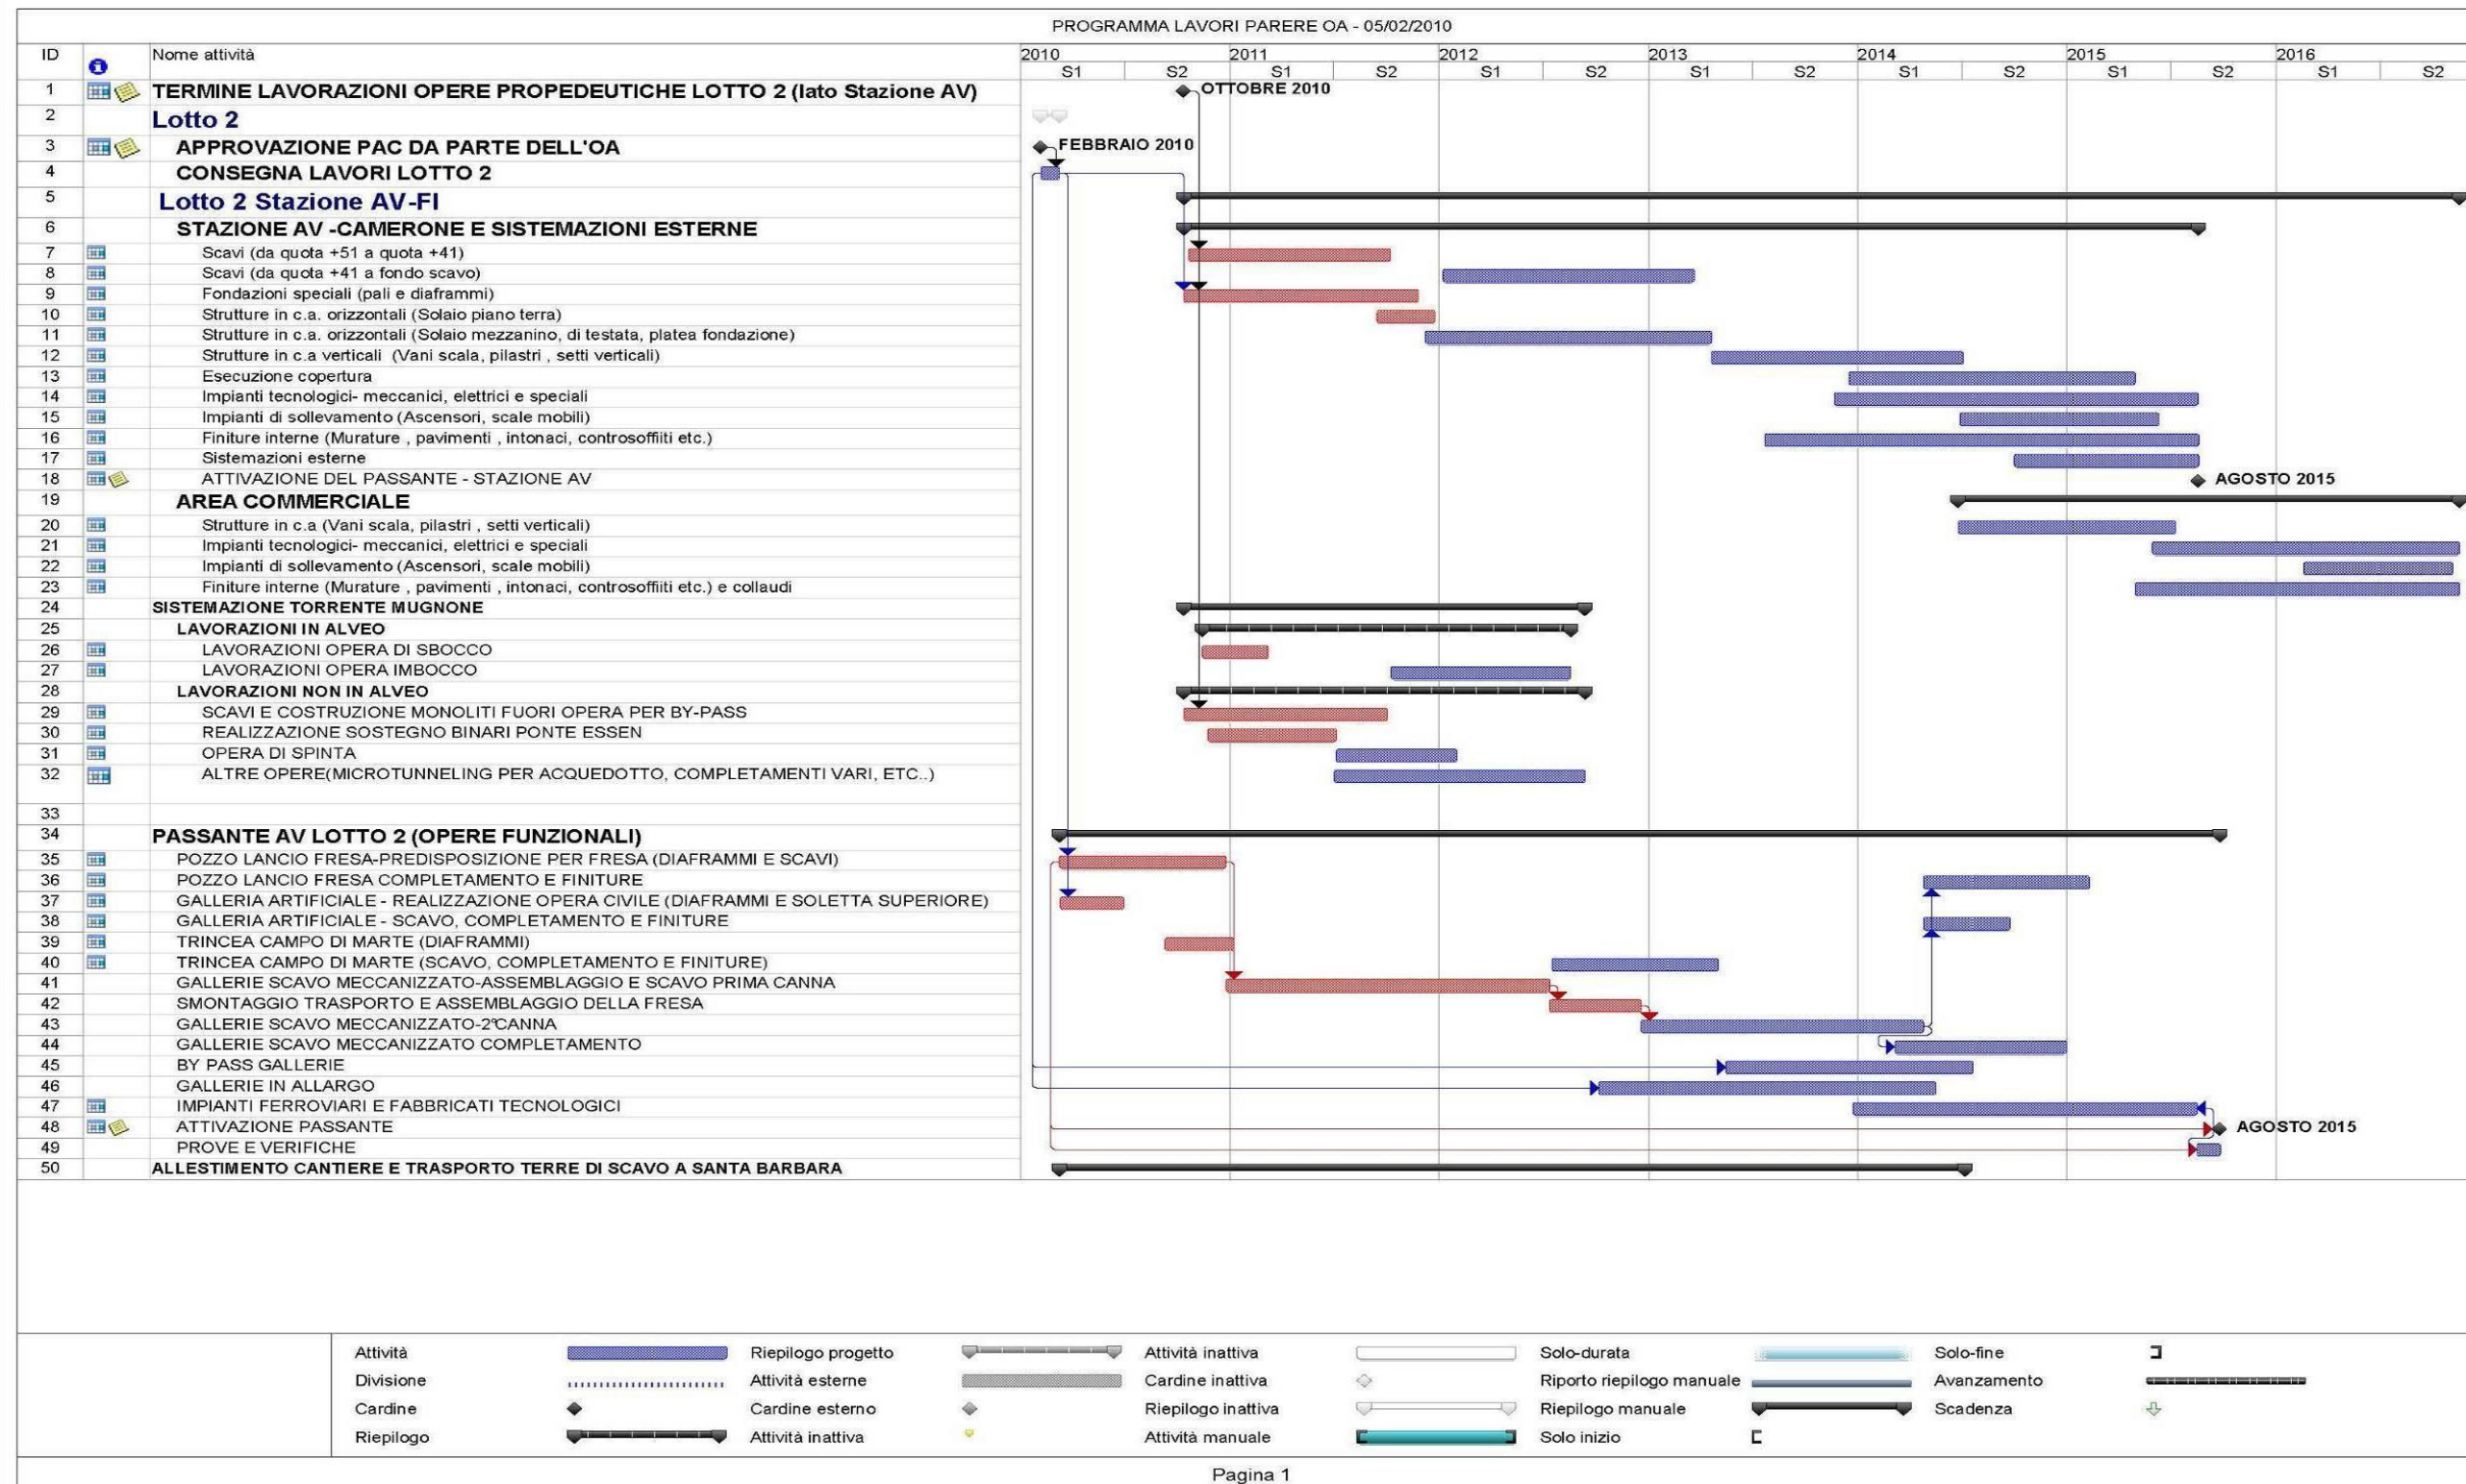 PROGRAMMA LAVORI PARERE OA - 05/02/2010
ID Nome attività 2010 2011 2012 2013 2014 2015 2016
S1 S2 S1 S2 S1 S2 S1 S2 S1 S2 S1 S2 S1 S2
1 TERMINE LAVORAZIONI OPERE PROPEDEUTICHE LOTTO 2 (lato Stazione AV) OTTOBRE 2010
2 Lotto 2
3 APPROVAZIONE PAC DA PARTE DELL'OA FEBBRAIO 2010
4 CONSEGNA LAVORI LOTTO 2
5 Lotto 2 Stazione AV-FI
6 STAZIONE AV -CAMERONE E SISTEMAZIONI ESTERNE
7 Scavi (da quota +51 a quota +41)
8 Scavi (da quota +41 a fondo scavo)
9 Fondazioni speciali (pali e diaframmi)
10 Strutture in c.a. orizzontali (Solaio piano terra)
11 Strutture in c.a. orizzontali (Solaio mezzanino, di testata, platea fondazione)
12 Strutture in c.a verticali (Vani scala, pilastri , setti verticali)
13 Esecuzione copertura
14 Impianti tecnologici- meccanici, elettrici e speciali
15 Impianti di sollevamento (Ascensori, scale mobili)
16 Finiture interne (Murature , pavimenti , intonaci, controsoffiiti etc.)
17 Sistemazioni esterne
18 ATTIVAZIONE DEL PASSANTE - STAZIONE AV AGOSTO 2015
19 AREA COMMERCIALE
20 Strutture in c.a (Vani scala, pilastri , setti verticali)
21 Impianti tecnologici- meccanici, elettrici e speciali
22 Impianti di sollevamento (Ascensori, scale mobili)
23 Finiture interne (Murature , pavimenti , intonaci, controsoffiiti etc.) e collaudi
24 SISTEMAZIONE TORRENTE MUGNONE
25 LAVORAZIONI IN ALVEO
26 LAVORAZIONI OPERA DI SBOCCO
27 LAVORAZIONI OPERA IMBOCCO
28 LAVORAZIONI NON IN ALVEO
29 SCAVI E COSTRUZIONE MONOLITI FUORI OPERA PER BY-PASS
30 REALIZZAZIONE SOSTEGNO BINARI PONTE ESSEN
31 OPERA DI SPINTA
32 ALTRE OPERE(MICROTUNNELING PER ACQUEDOTTO, COMPLETAMENTI VARI, ETC..)
33
34 PASSANTE AV LOTTO 2 (OPERE FUNZIONALI)
35 POZZO LANCIO FRESA-PREDISPOSIZIONE PER FRESA (DIAFRAMMI E SCAVI)
36 POZZO LANCIO FRESA COMPLETAMENTO E FINITURE
37 GALLERIA ARTIFICIALE - REALIZZAZIONE OPERA CIVILE (DIAFRAMMI E SOLETTA SUPERIORE)
38 GALLERIA ARTIFICIALE - SCAVO, COMPLETAMENTO E FINITURE
39 TRINCEA CAMPO DI MARTE (DIAFRAMMI)
40 TRINCEA CAMPO DI MARTE (SCAVO, COMPLETAMENTO E FINITURE)
41 GALLERIE SCAVO MECCANIZZATO-ASSEMBLAGGIO E SCAVO PRIMA CANNA
42 SMONTAGGIO TRASPORTO E ASSEMBLAGGIO DELLA FRESA
43 GALLERIE SCAVO MECCANIZZATO-2°CANNA
44 GALLERIE SCAVO MECCANIZZATO COMPLETAMENTO
45 BY PASS GALLERIE
46 GALLERIE IN ALLARGO
47 IMPIANTI FERROVIARI E FABBRICATI TECNOLOGICI
48 ATTIVAZIONE PASSANTE AGOSTO 2015
49 PROVE E VERIFICHE
50 ALLESTIMENTO CANTIERE E TRASPORTO TERRE DI SCAVO A SANTA BARBARA
Attività Riepilogo progetto Attività inattiva Solo-durata Solo-fine
Divisione Attività esterne Cardine inattiva Riporto riepilogo manuale Avanzamento
Cardine Cardine esterno Riepilogo inattiva Riepilogo manuale Scadenza
Riepilogo Attività inattiva Attività manuale Solo inizio
Pagina 1